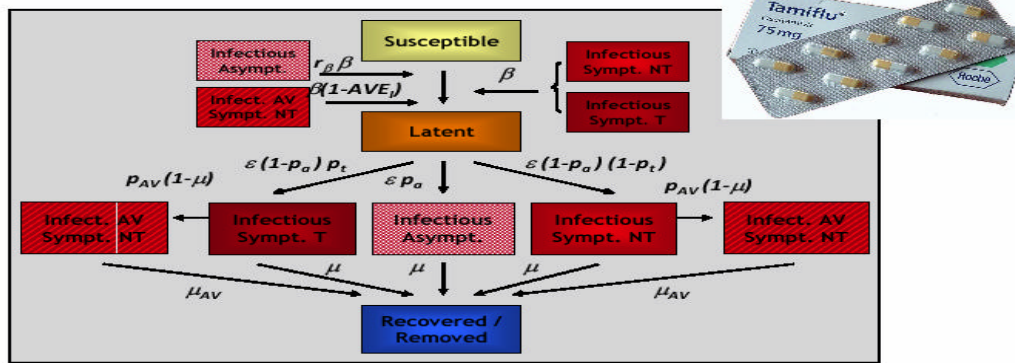 Tamiflu
75 mg
Roche
Susceptible
Infectious
Asympt.
r_β β
β(1-AVE_I)
Infect. AV
Sympt. NT
β
Infectious
Sympt. NT
Infectious
Sympt. T
Latent
ε (1-p_a) p_t
ε p_a
ε (1-p_a) (1-p_t)
p_AV (1-μ)
p_AV (1-μ)
Infect. AV
Sympt. NT
Infectious
Sympt. T
Infectious
Asympt.
Infectious
Sympt. NT
Infect. AV
Sympt. NT
μ_AV
μ
μ
μ
μ_AV
Recovered /
Removed